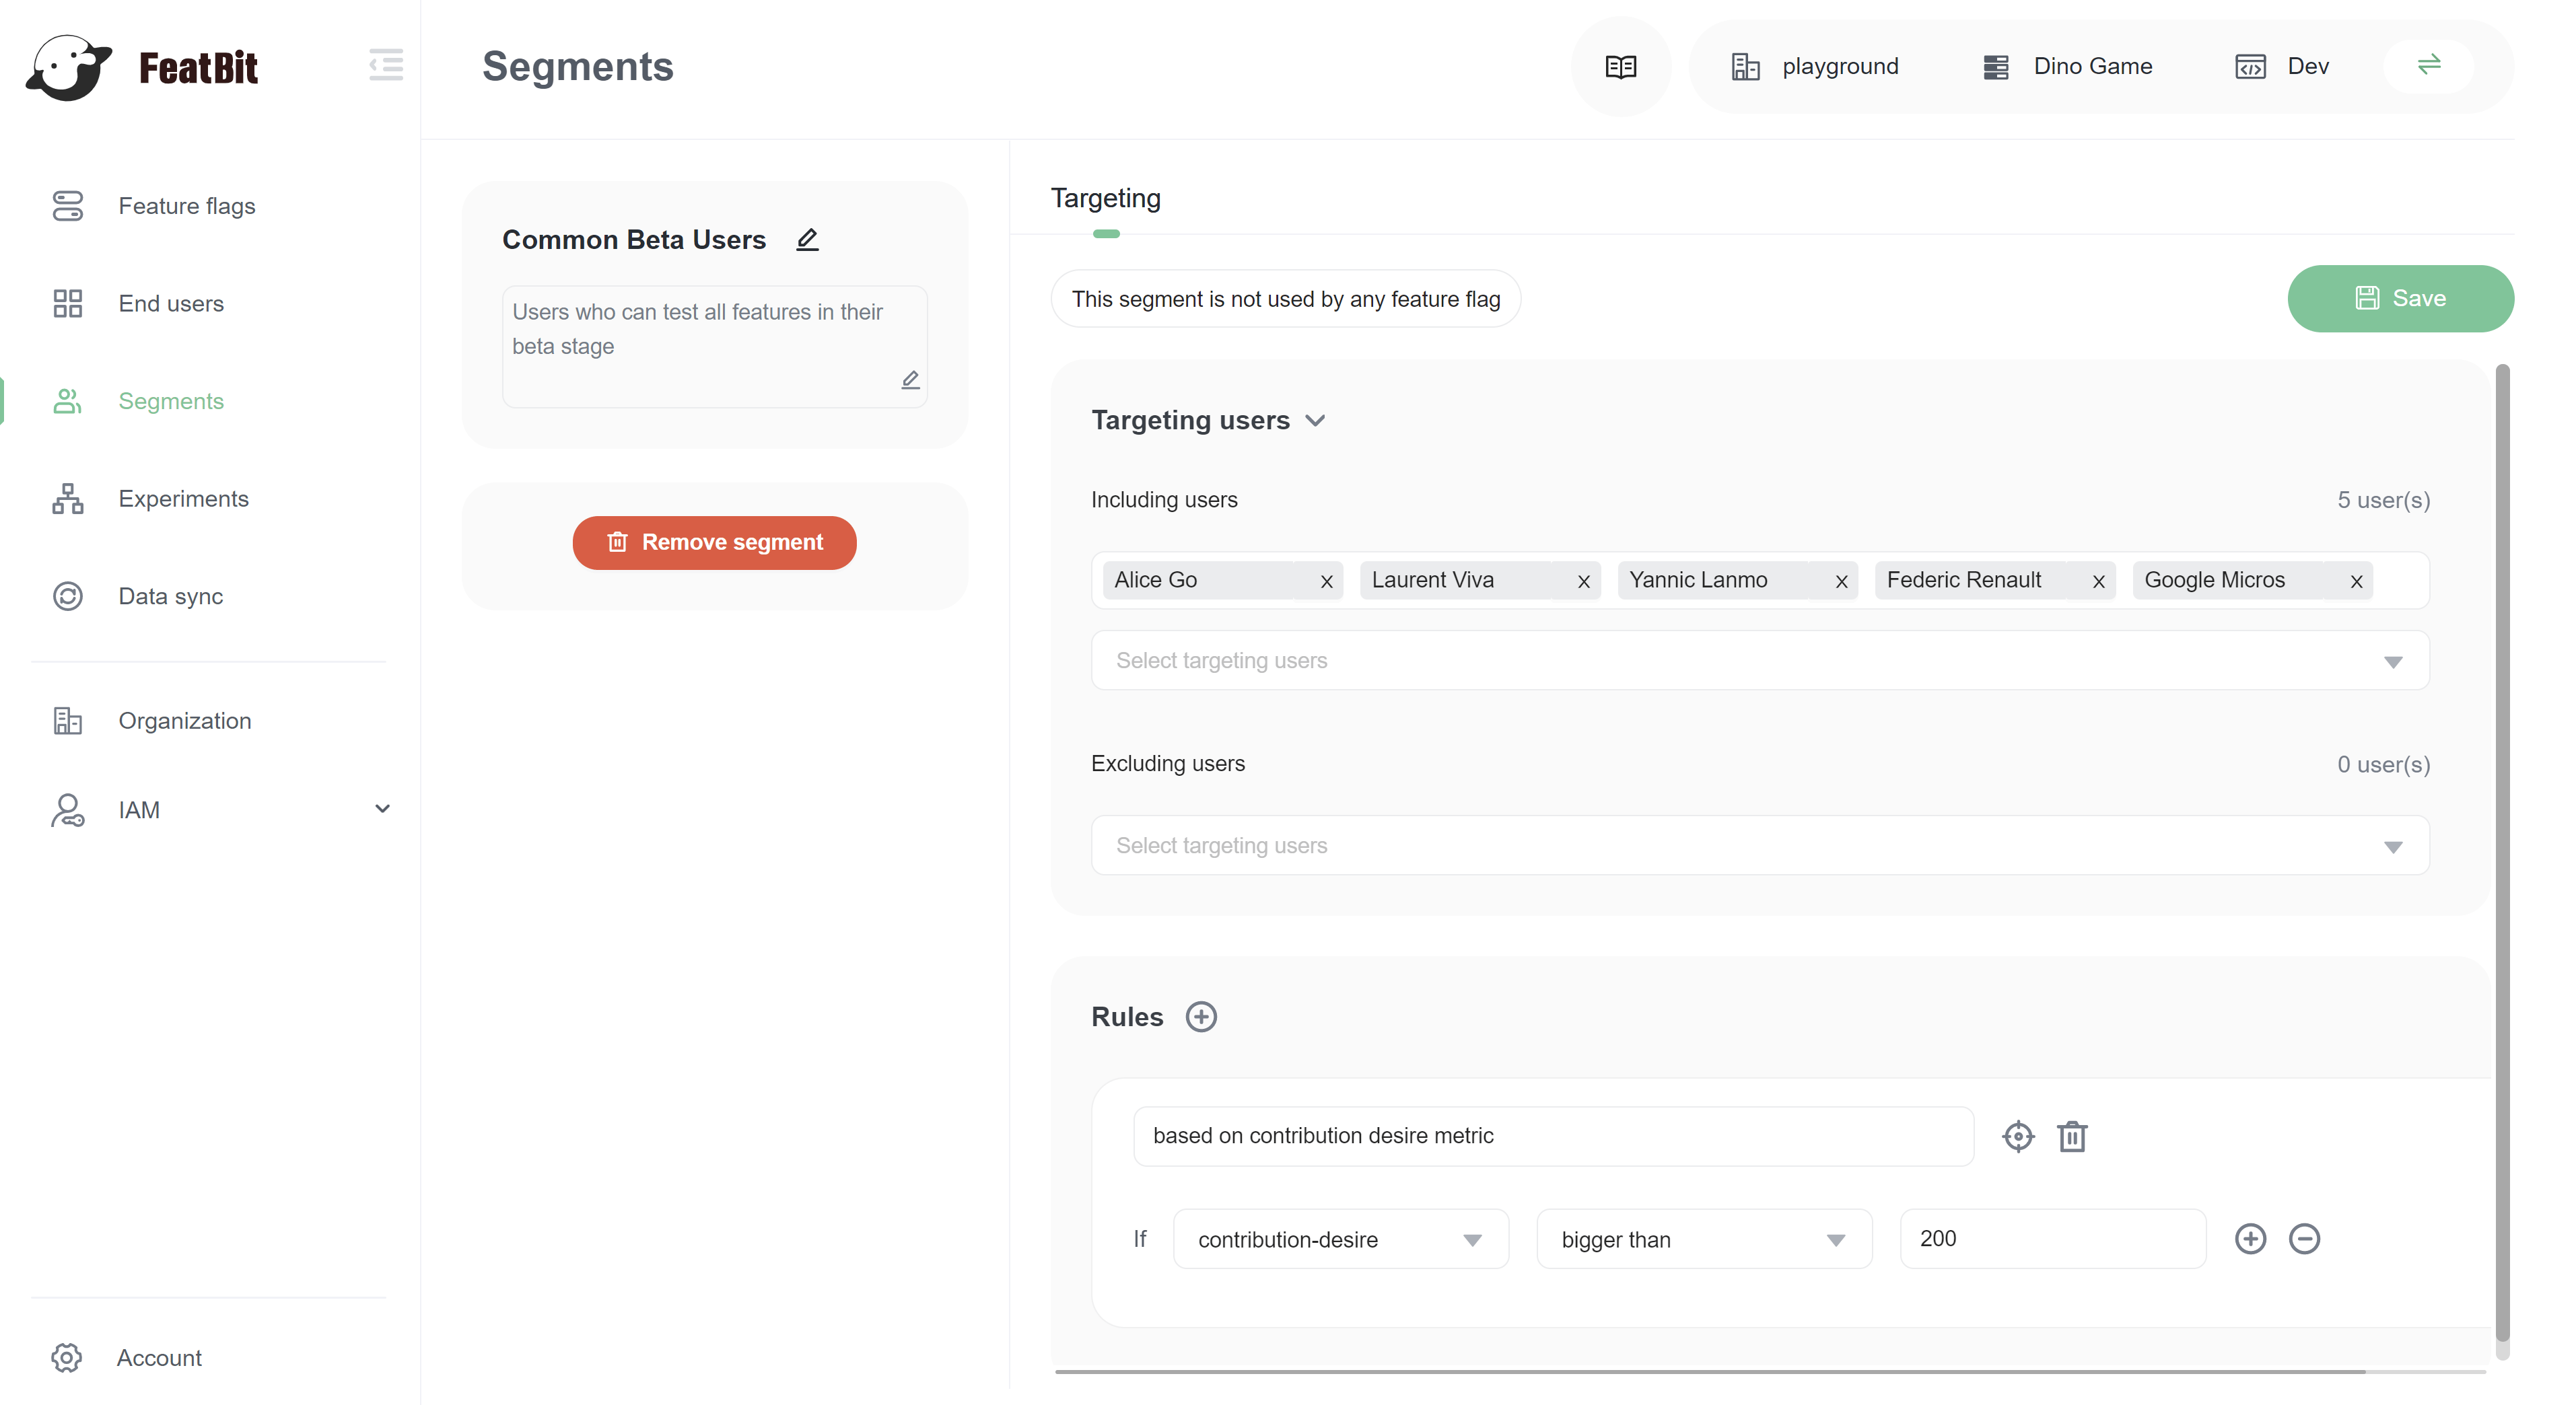 FeatBit
Segments
playground
Dino Game
Dev
Feature flags
End users
Segments
Experiments
Data sync
Organization
IAM
Account
Common Beta Users
Users who can test all features in their
beta stage
Remove segment
Targeting
This segment is not used by any feature flag
Save
Targeting users
Including users
5 user(s)
Alice Go x Laurent Viva x Yannic Lanmo x Federic Renault x Google Micros x
Select targeting users
Excluding users
0 user(s)
Select targeting users
Rules
based on contribution desire metric
If contribution-desire bigger than 200